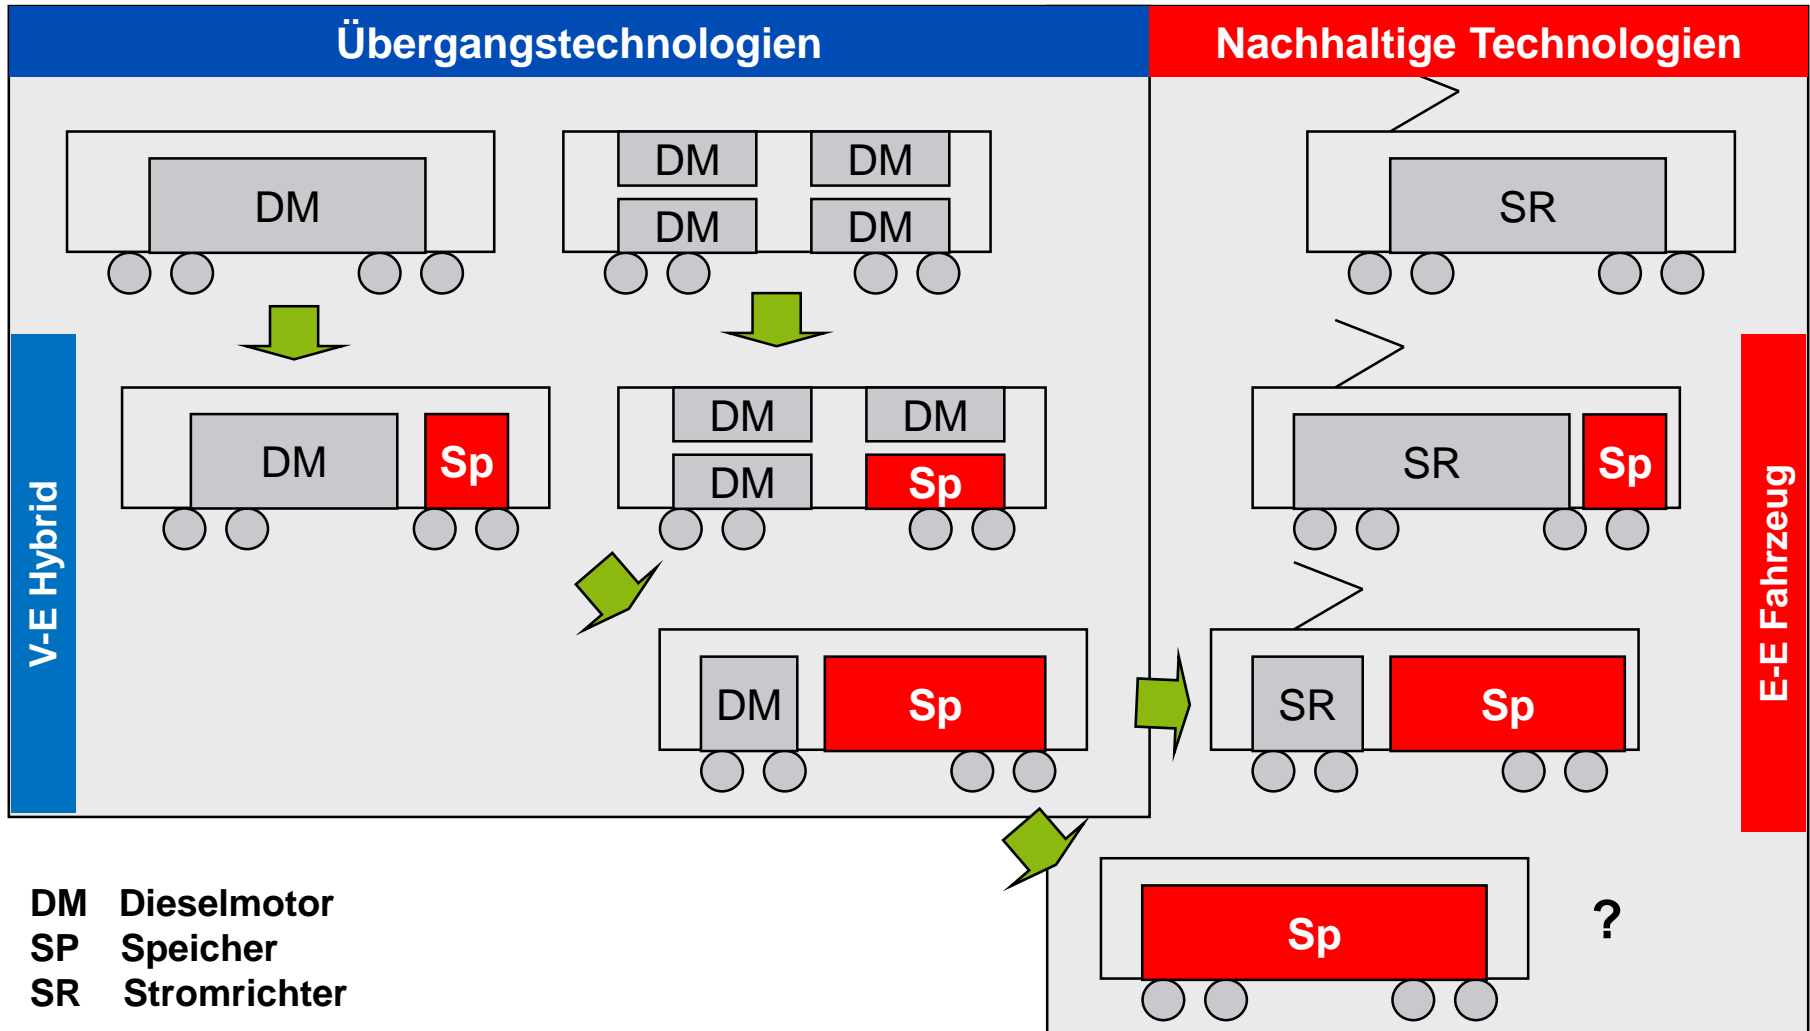 Übergangstechnologien
Nachhaltige Technologien
DM
DM
DM
DM
DM
SR
V-E Hybrid
DM
Sp
DM
DM
DM
Sp
SR
Sp
E-E Fahrzeug
DM
Sp
SR
Sp
Sp
?
DM Dieselmotor
SP Speicher
SR Stromrichter